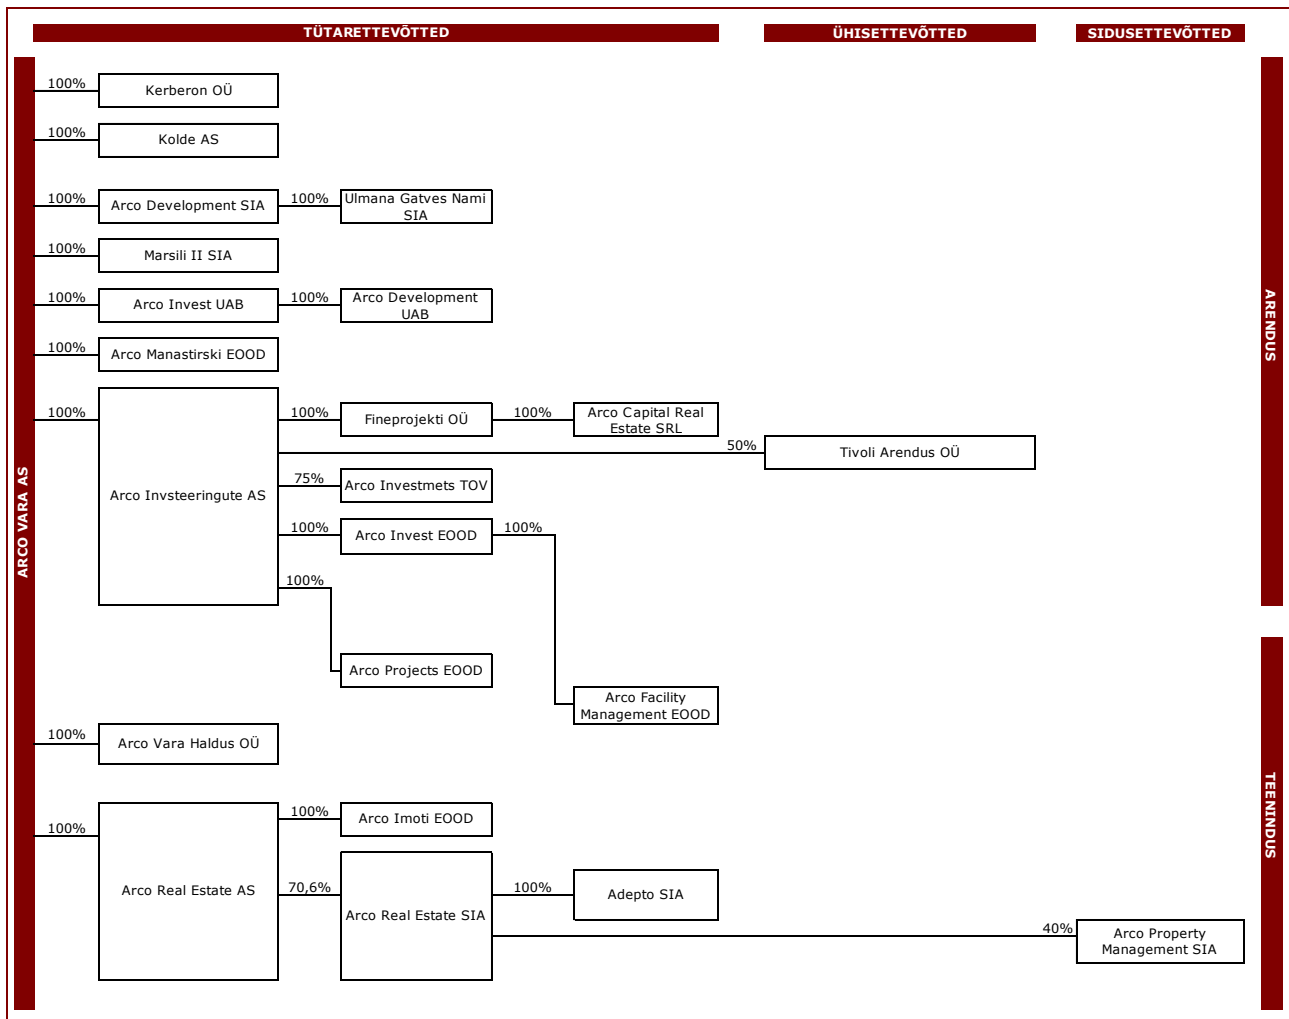 TÜTARETTEVÕTTED
ÜHISETTEVÕTTED
SIDUSETTEVÕTTED
ARCO VARA AS
ARENDUS
TEENINDUS
100%
Kerberon OÜ
100%
Kolde AS
100%
Arco Development SIA
100%
Ulmana Gatves Nami
SIA
100%
Marsili II SIA
100%
Arco Invest UAB
100%
Arco Development
UAB
100%
Arco Manastirski EOOD
100%
Arco Invsteeringute AS
100%
Fineprojekti OÜ
100%
Arco Capital Real
Estate SRL
50%
Tivoli Arendus OÜ
75%
Arco Investmets TOV
100%
Arco Invest EOOD
100%
100%
Arco Projects EOOD
Arco Facility
Management EOOD
100%
Arco Vara Haldus OÜ
100%
Arco Real Estate AS
100%
Arco Imoti EOOD
70,6%
Arco Real Estate SIA
100%
Adepto SIA
40%
Arco Property
Management SIA